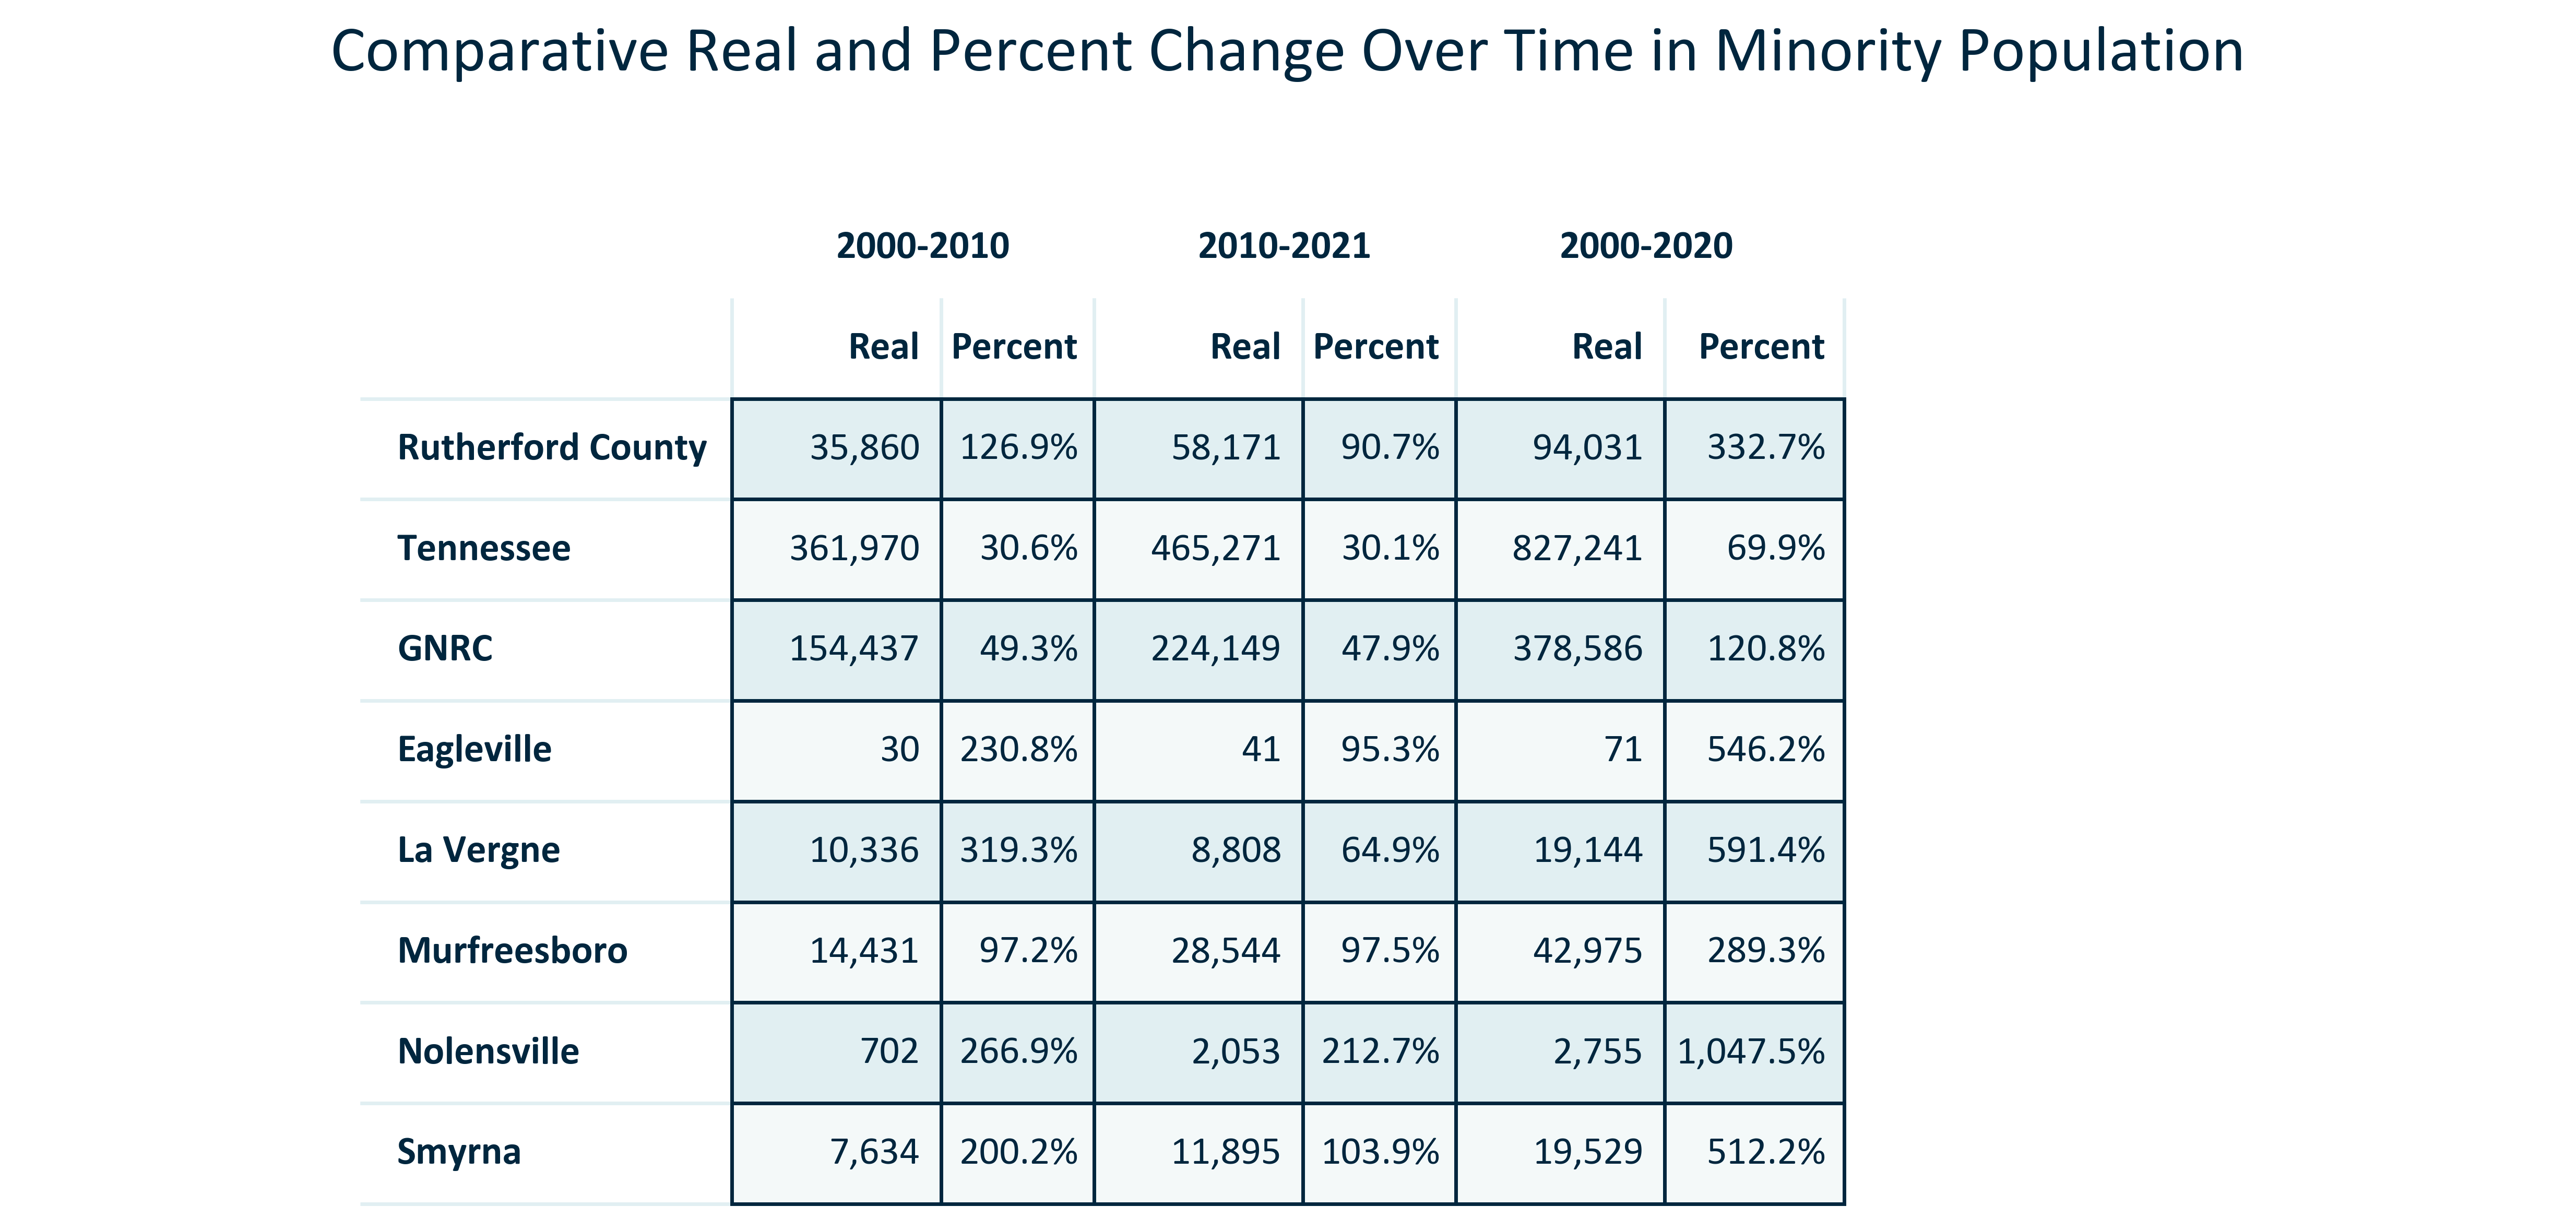 Comparative Real and Percent Change Over Time in Minority Population
2000-2010 2010-2021 2000-2020
Real Percent Real Percent Real Percent
Rutherford County 35,860 126.9% 58,171 90.7% 94,031 332.7%
Tennessee 361,970 30.6% 465,271 30.1% 827,241 69.9%
GNRC 154,437 49.3% 224,149 47.9% 378,586 120.8%
Eagleville 30 230.8% 41 95.3% 71 546.2%
La Vergne 10,336 319.3% 8,808 64.9% 19,144 591.4%
Murfreesboro 14,431 97.2% 28,544 97.5% 42,975 289.3%
Nolensville 702 266.9% 2,053 212.7% 2,755 1,047.5%
Smyrna 7,634 200.2% 11,895 103.9% 19,529 512.2%